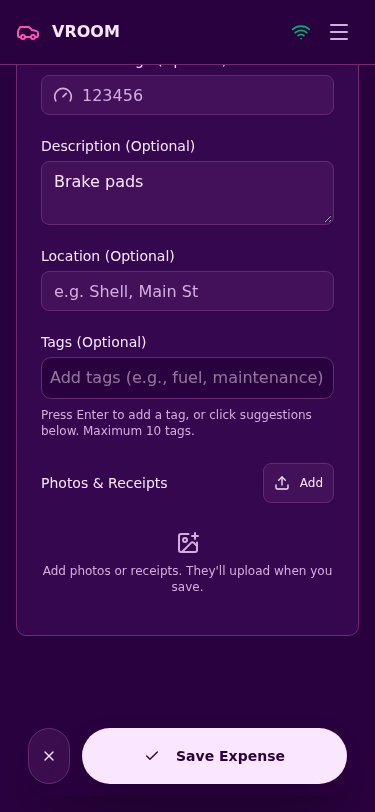 VROOM
123456
Description (Optional)
Brake pads
Location (Optional)
e.g. Shell, Main St
Tags (Optional)
Add tags (e.g., fuel, maintenance)
Press Enter to add a tag, or click suggestions
below. Maximum 10 tags.
Photos & Receipts
Add
Add photos or receipts. They'll upload when you
save.
Save Expense